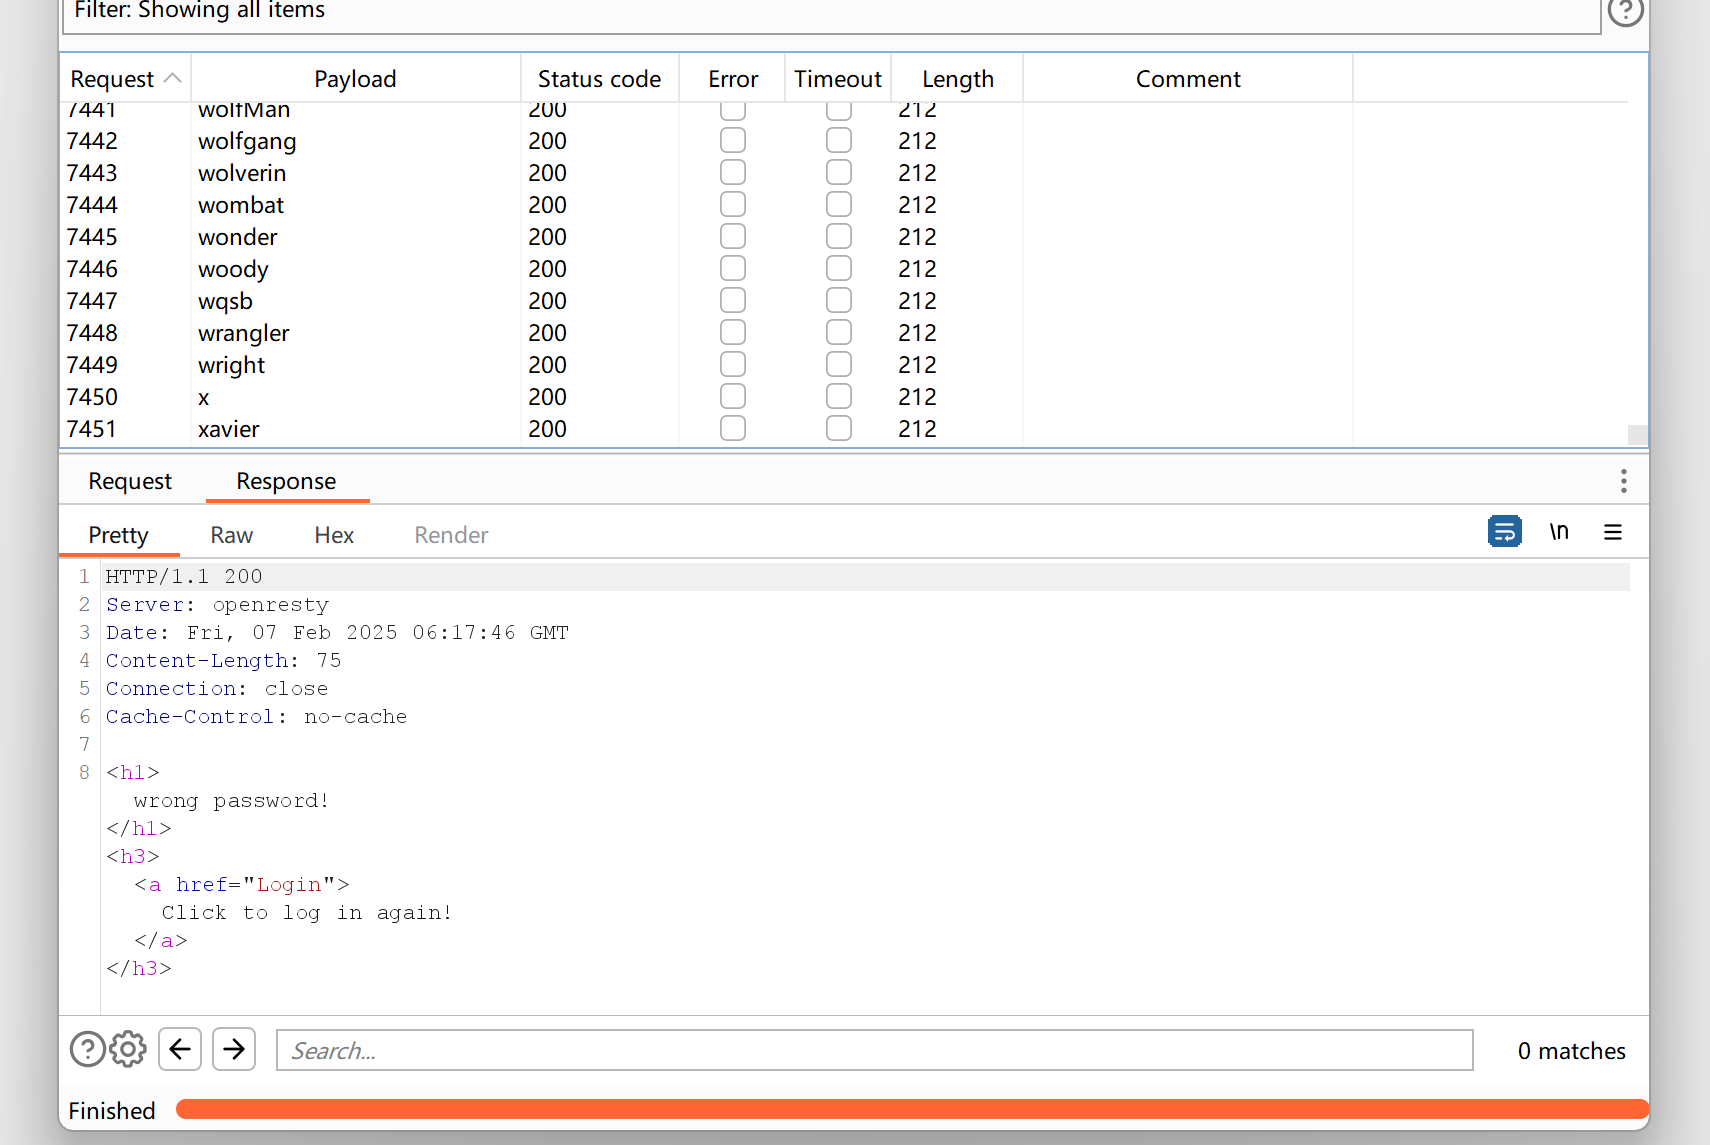 Filter: Showing all items
Request Payload Status code Error Timeout Length Comment
7441 wolfMan 200 212
7442 wolfgang 200 212
7443 wolverin 200 212
7444 wombat 200 212
7445 wonder 200 212
7446 woody 200 212
7447 wqsb 200 212
7448 wrangler 200 212
7449 wright 200 212
7450 x 200 212
7451 xavier 200 212
Request Response
Pretty Raw Hex Render \n
1 HTTP/1.1 200
2 Server: openresty
3 Date: Fri, 07 Feb 2025 06:17:46 GMT
4 Content-Length: 75
5 Connection: close
6 Cache-Control: no-cache
7
8 <h1>
wrong password!
</h1>
<h3>
<a href="Login">
Click to log in again!
</a>
</h3>
Search... 0 matches
Finished